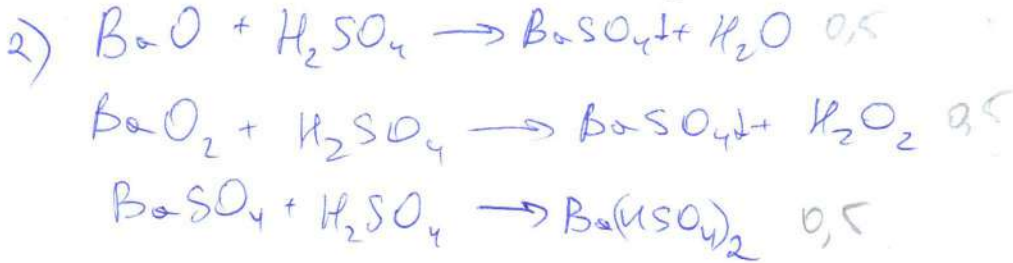 2) BaO + H₂SO₄ → BaSO₄↓ + H₂O 0,5
BaO₂ + H₂SO₄ → BaSO₄↓ + H₂O₂ 0,5
BaSO₄ + H₂SO₄ → Ba(HSO₄)₂ 0,5